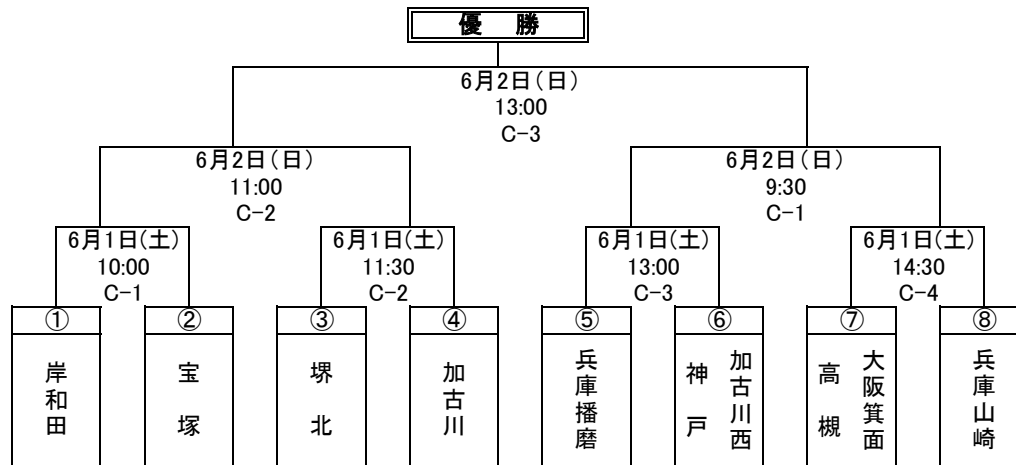 優 勝
6月2日(日)
13:00
C-3
6月2日(日)
11:00
C-2
6月2日(日)
9:30
C-1
6月1日(土)
10:00
C-1
6月1日(土)
11:30
C-2
6月1日(土)
13:00
C-3
6月1日(土)
14:30
C-4
①
②
③
④
⑤
⑥
⑦
⑧
岸和田
宝塚
堺北
加古川
兵庫播磨
加古川西
神戸
大阪箕面
高槻
兵庫山崎